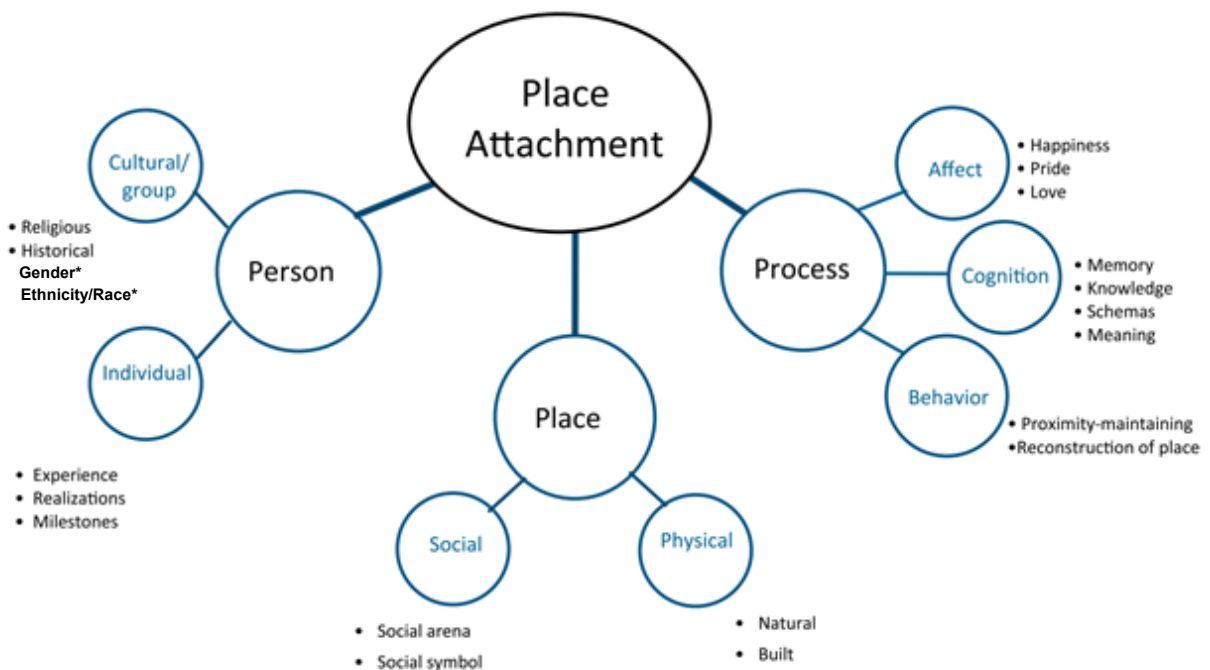 Place
Attachment
Cultural/
group
• Religious
• Historical
Gender*
Ethnicity/Race*
Person
Individual
• Experience
• Realizations
• Milestones
Place
Social
• Social arena
• Social symbol
Physical
• Natural
• Built
Process
Affect
• Happiness
• Pride
• Love
Cognition
• Memory
• Knowledge
• Schemas
• Meaning
Behavior
• Proximity-maintaining
•Reconstruction of place